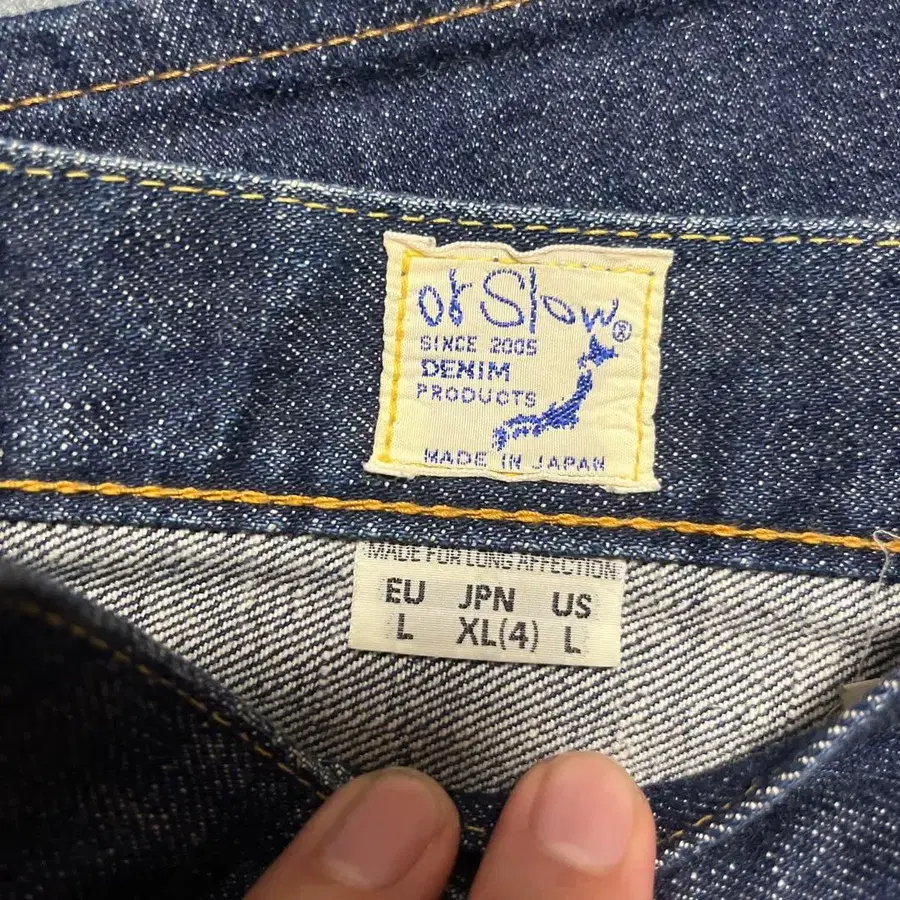 orSlow®
SINCE 2005
DENIM
PRODUCTS
MADE IN JAPAN
MADE FOR LONG AFFECTION
EU JPN US
L XL(4) L